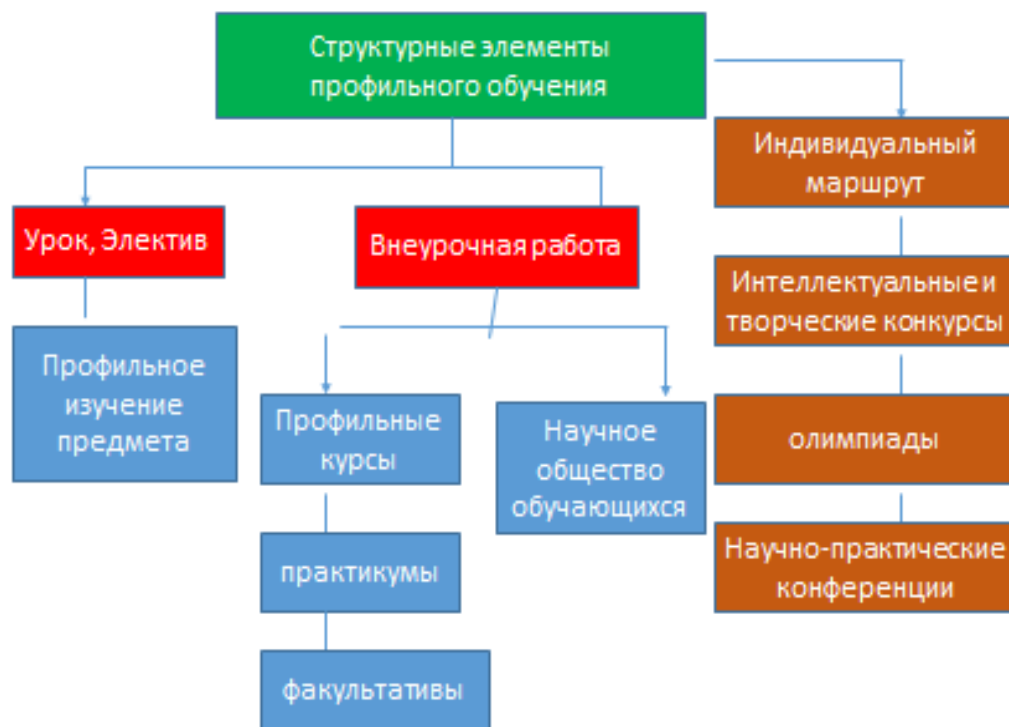 Структурные элементы
профильного обучения
Индивидуальный
маршрут
Урок, Электив
Внеурочная работа
Интеллектуальные и
творческие конкурсы
Профильное
изучение
предмета
Профильные
курсы
Научное
общество
обучающихся
олимпиады
практикумы
Научно-практические
конференции
факультативы